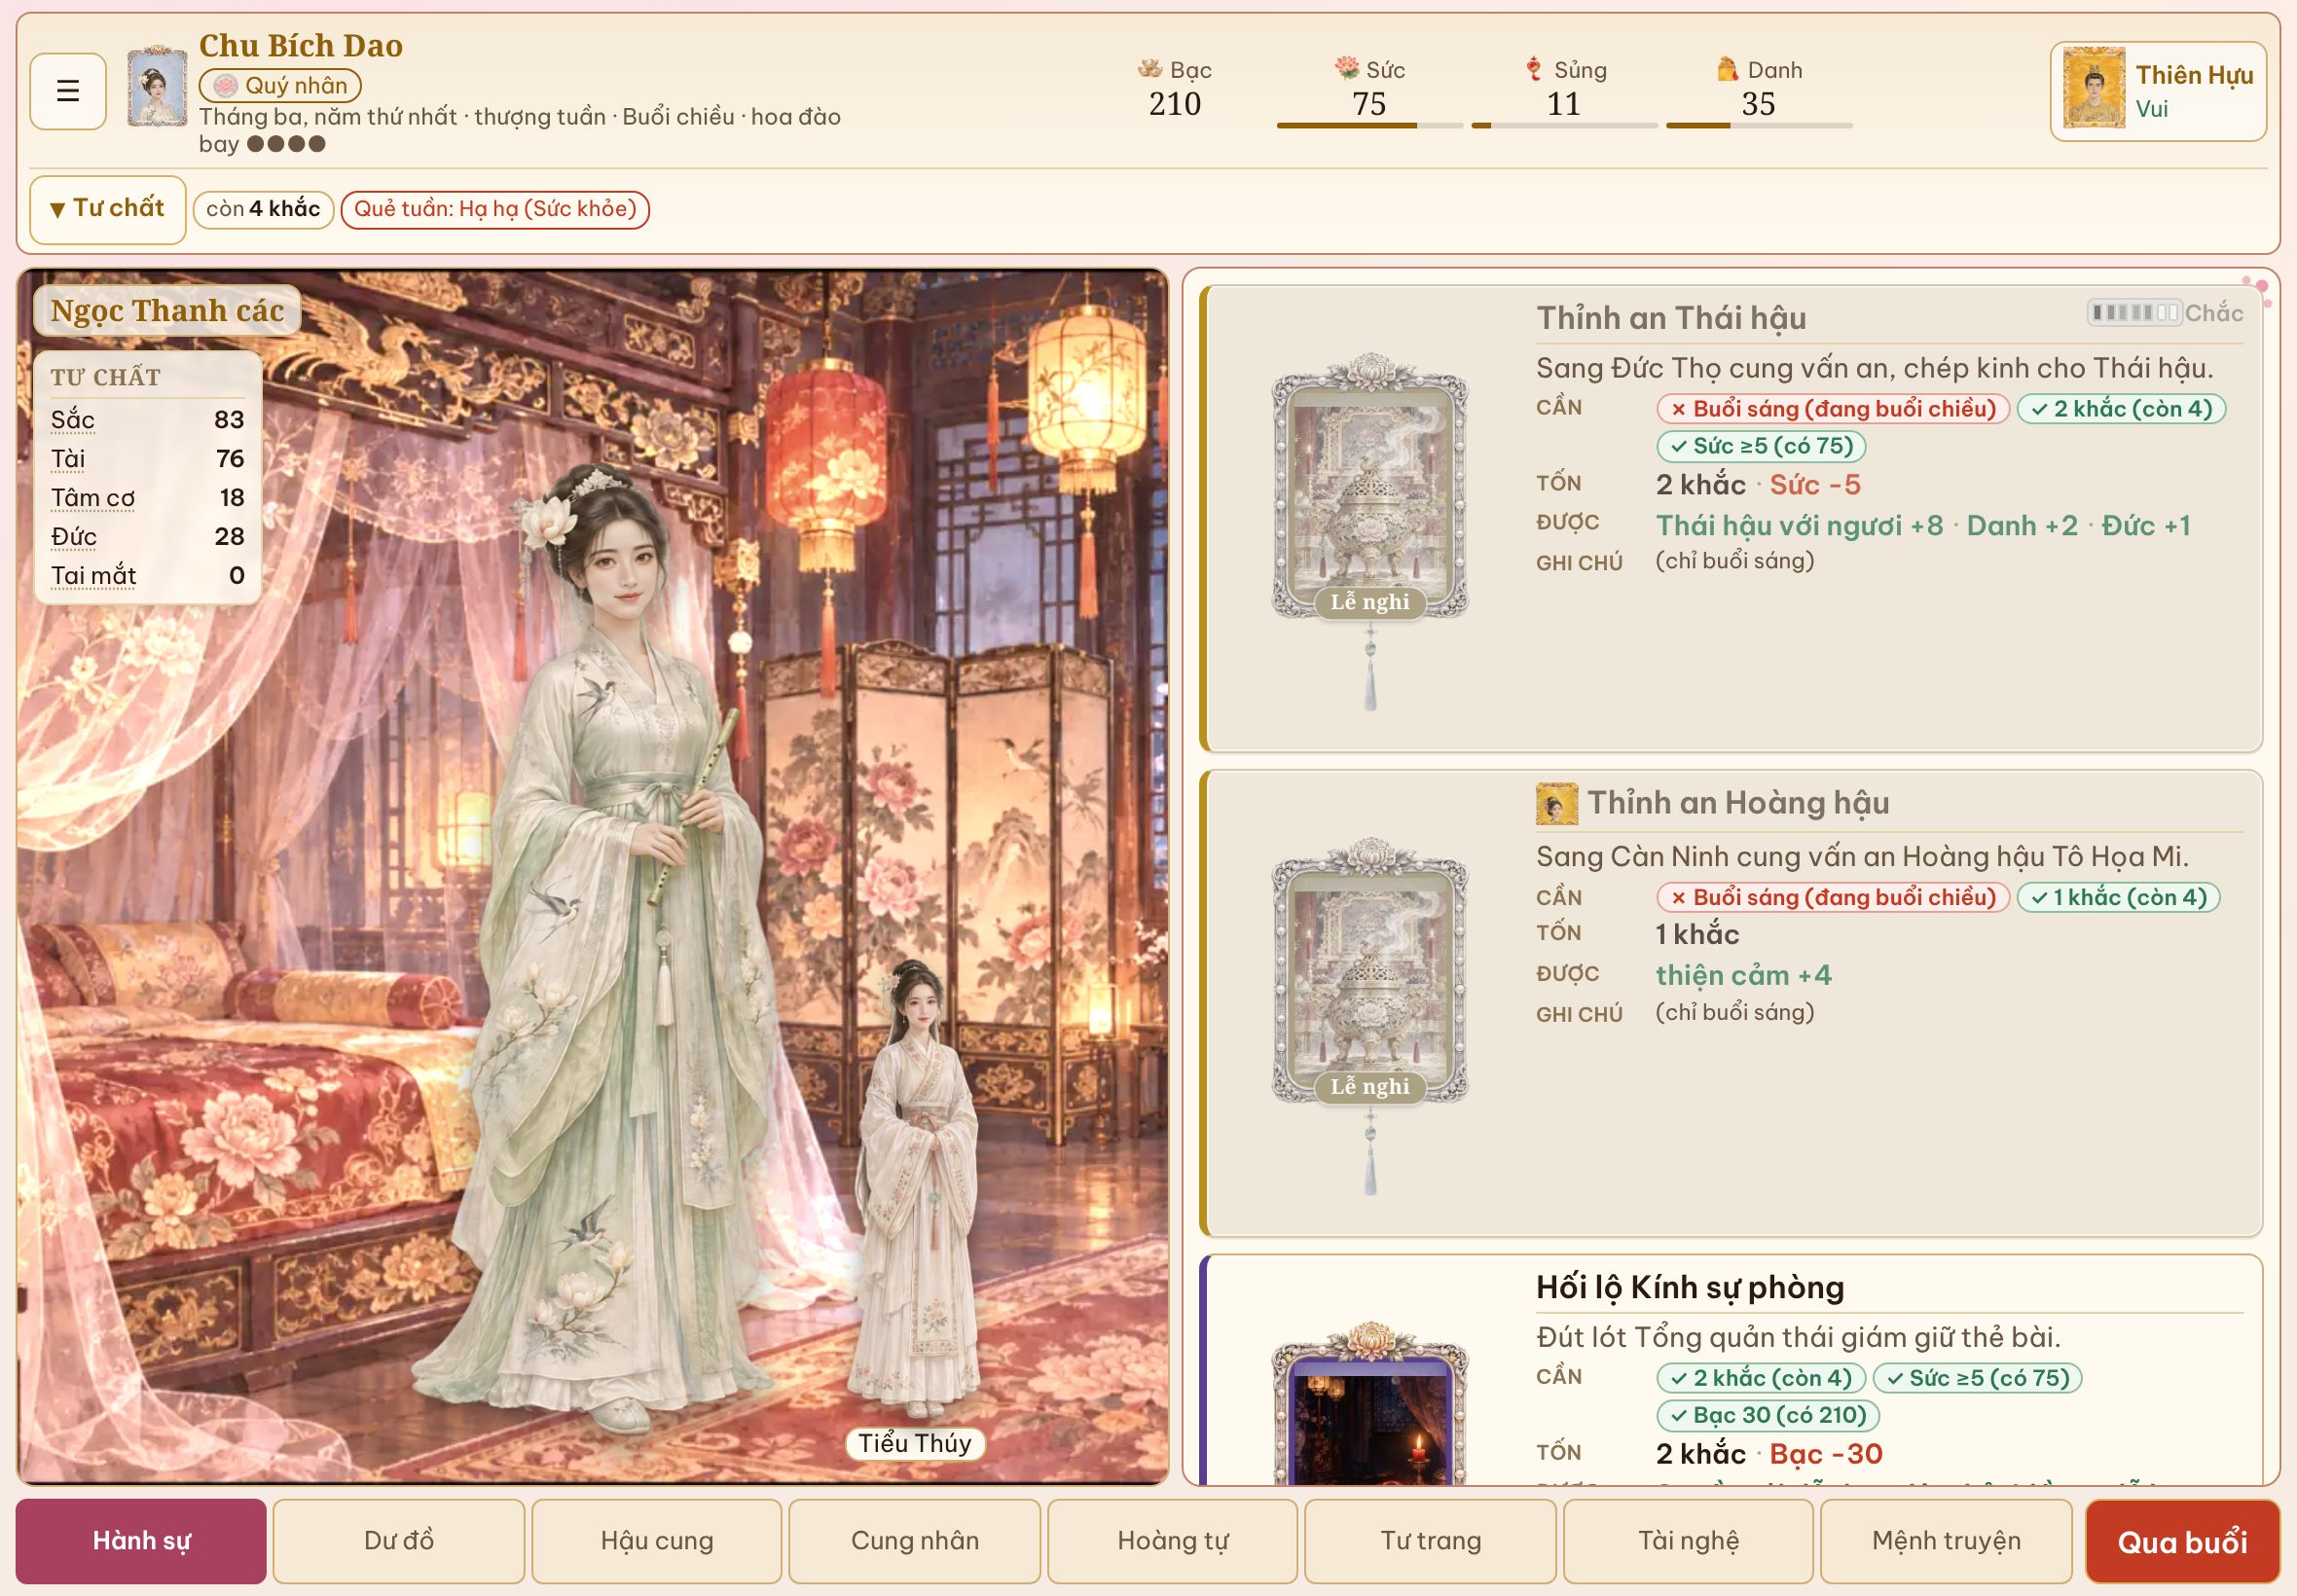 ☰
Chu Bích Dao
Quý nhân
Tháng ba, năm thứ nhất · thượng tuần · Buổi chiều · hoa đào
bay ●●●●
Bạc
210
Sức
75
Sủng
11
Danh
35
Thiên Hựu
Vui
▼ Tư chất
còn 4 khắc
Quẻ tuần: Hạ hạ (Sức khỏe)
Ngọc Thanh các
TƯ CHẤT
Sắc 83
Tài 76
Tâm cơ 18
Đức 28
Tai mắt 0
Tiểu Thúy
Thỉnh an Thái hậu
Chắc
Sang Đức Thọ cung vấn an, chép kinh cho Thái hậu.
CẦN × Buổi sáng (đang buổi chiều) ✓ 2 khắc (còn 4)
✓ Sức ≥5 (có 75)
TỐN 2 khắc · Sức -5
ĐƯỢC Thái hậu với ngươi +8 · Danh +2 · Đức +1
GHI CHÚ (chỉ buổi sáng)
Lễ nghi
Thỉnh an Hoàng hậu
Sang Càn Ninh cung vấn an Hoàng hậu Tô Họa Mi.
CẦN × Buổi sáng (đang buổi chiều) ✓ 1 khắc (còn 4)
TỐN 1 khắc
ĐƯỢC thiện cảm +4
GHI CHÚ (chỉ buổi sáng)
Lễ nghi
Hối lộ Kính sự phòng
Đút lót Tổng quản thái giám giữ thẻ bài.
CẦN ✓ 2 khắc (còn 4) ✓ Sức ≥5 (có 75)
✓ Bạc 30 (có 210)
TỐN 2 khắc · Bạc -30
Hành sự
Dư đồ
Hậu cung
Cung nhân
Hoàng tự
Tư trang
Tài nghệ
Mệnh truyện
Qua buổi